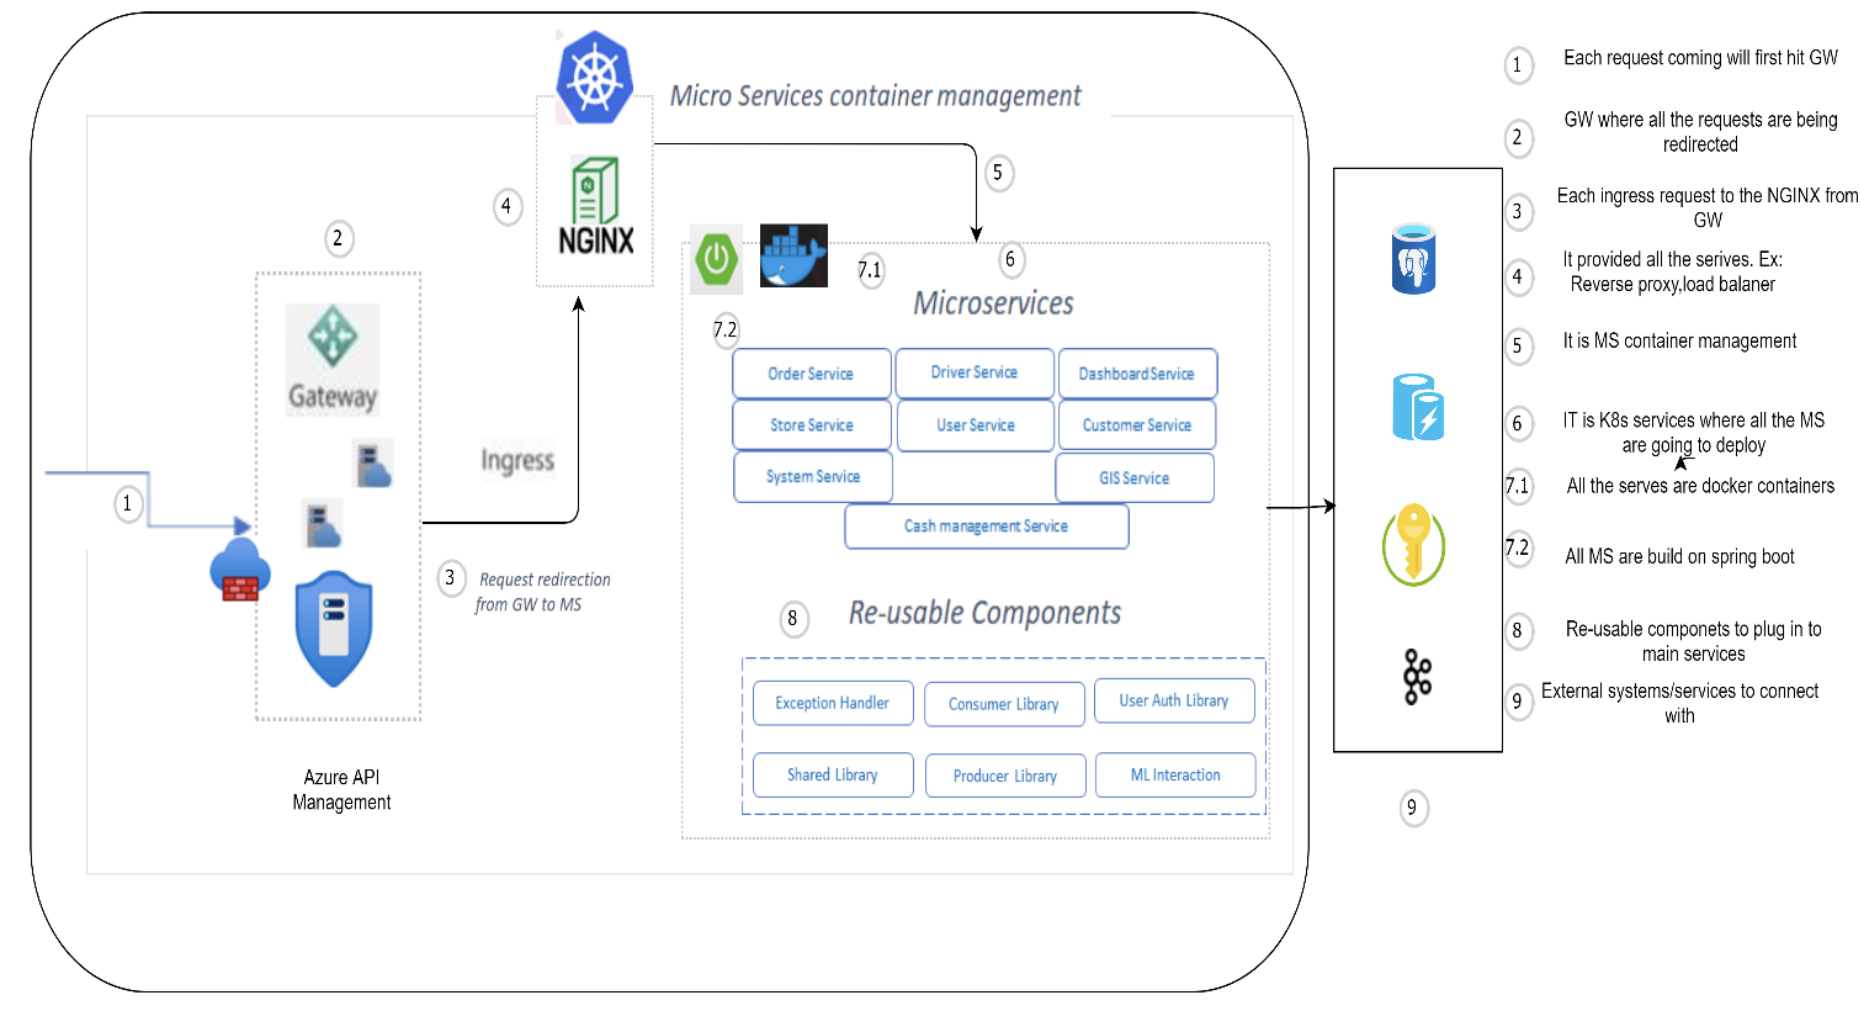 Micro Services container management
NGINX
4
5
2
Gateway
Ingress
1
3
Request redirection
from GW to MS
Azure API
Management
7.1
6
7.2
Microservices
Order Service
Driver Service
Dashboard Service
Store Service
User Service
Customer Service
System Service
GIS Service
Cash management Service
8
Re-usable Components
Exception Handler
Consumer Library
User Auth Library
Shared Library
Producer Library
ML Interaction
9
1
Each request coming will first hit GW
2
GW where all the requests are being
redirected
3
Each ingress request to the NGINX from
GW
4
It provided all the serives. Ex:
Reverse proxy,load balaner
5
It is MS container management
6
IT is K8s services where all the MS
are going to deploy
7.1
All the serves are docker containers
7.2
All MS are build on spring boot
8
Re-usable componets to plug in to
main services
9
External systems/services to connect
with